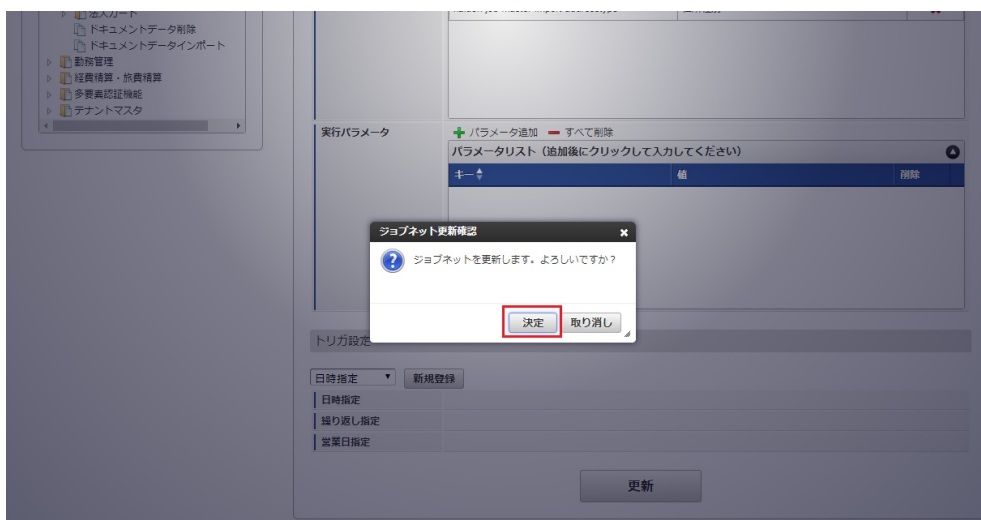 法人カード
ドキュメントデータ削除
ドキュメントデータインポート
勤務管理
経費精算・旅費精算
多要素認証機能
テナントマスタ
実行パラメータ
パラメータ追加 すべて削除
パラメータリスト（追加後にクリックして入力してください）
キー 値 削除
ジョブネット更新確認
ジョブネットを更新します。よろしいですか？
決定 取り消し
トリガ設定
日時指定 新規登録
日時指定
繰り返し指定
営業日指定
更新